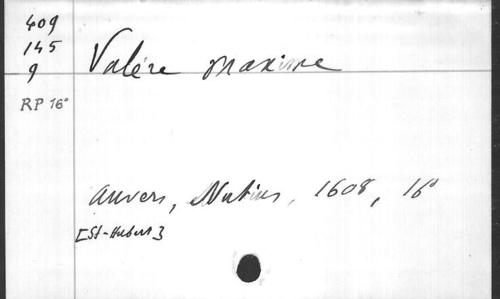 409
145
9
Valère Maxime
RP 16°
Anvers, Nutius, 1608, 16°
[St-Hubert]